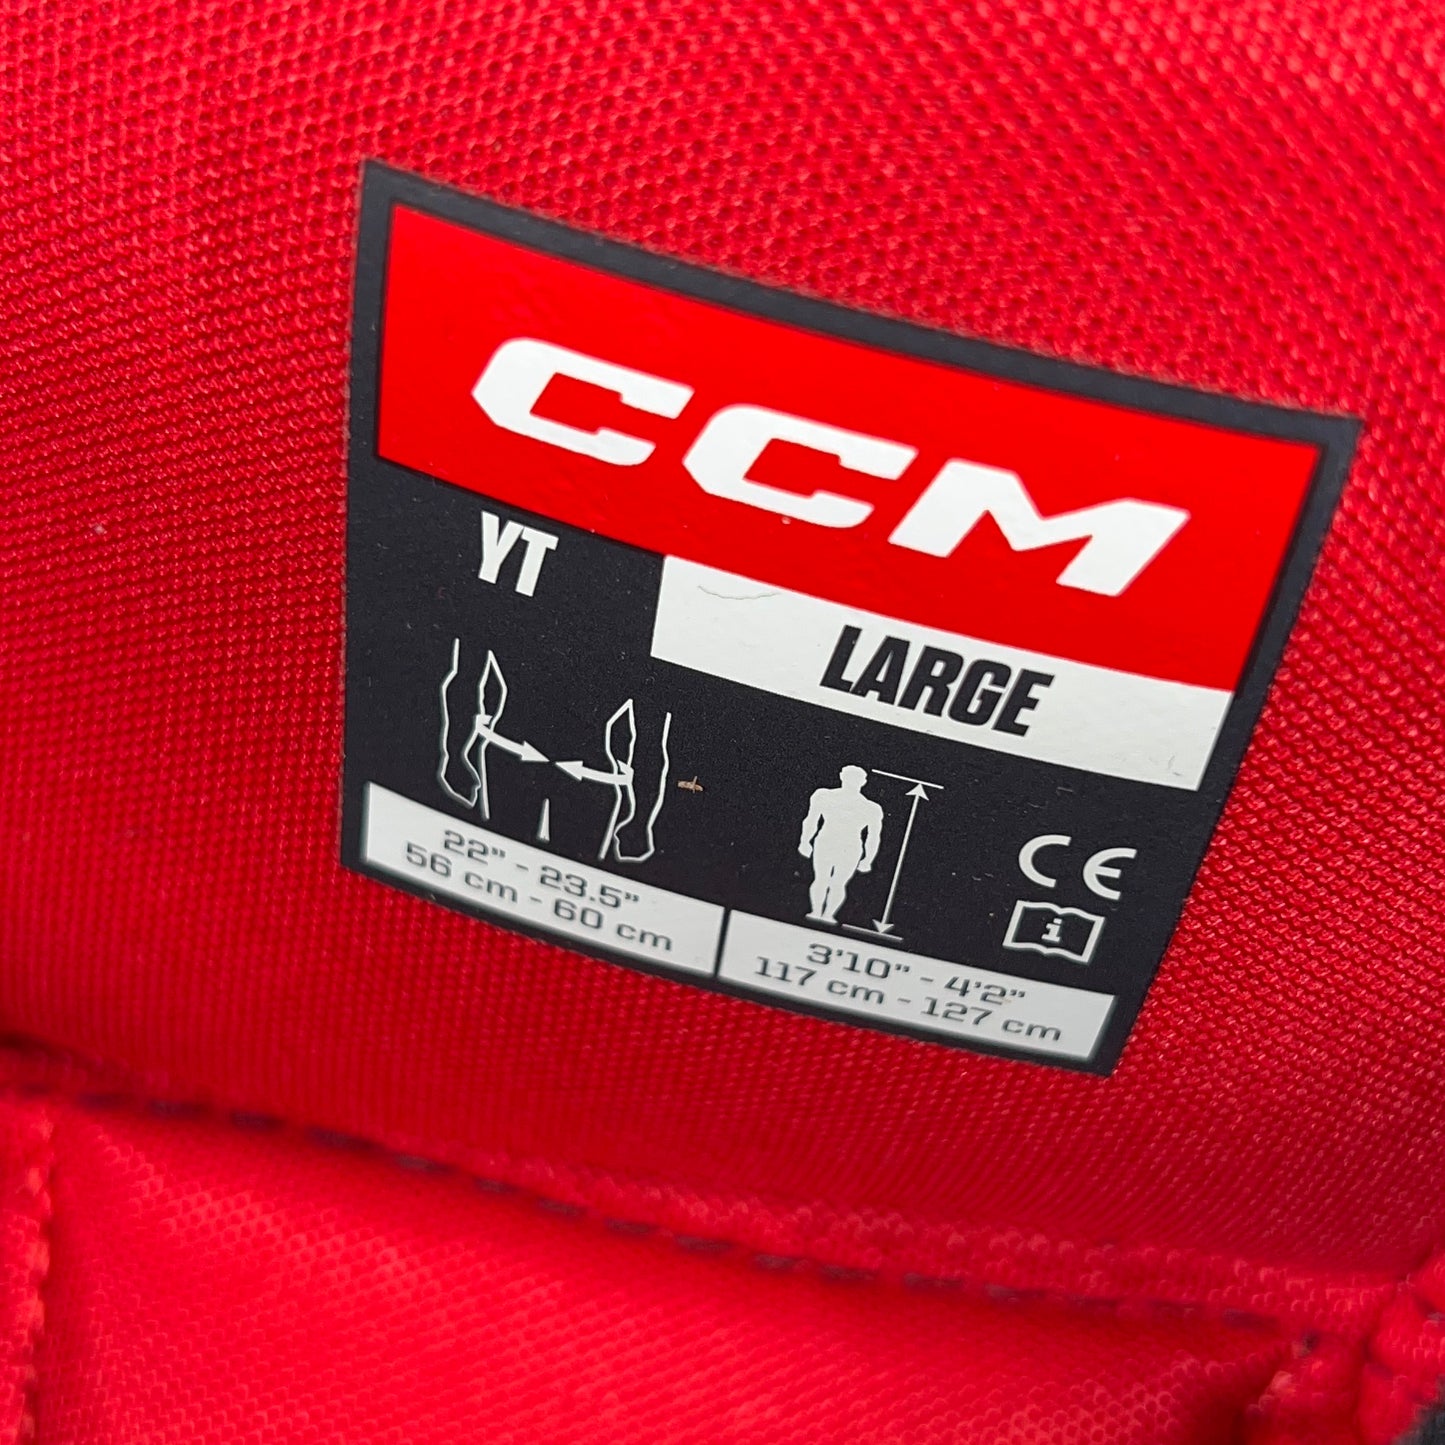 CCM
YT
LARGE
22" - 23.5"
56 cm - 60 cm
3'10" - 4'2"
117 cm - 127 cm
CE
i